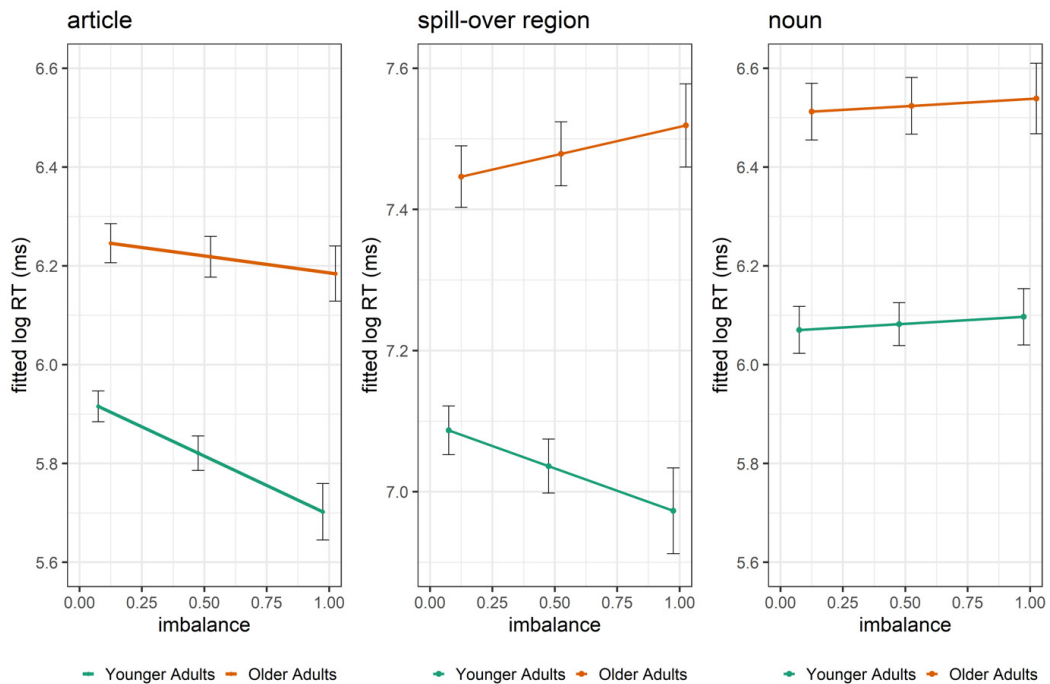 article
spill-over region
noun
fitted log RT (ms)
6.6
6.4
6.2
6.0
5.8
5.6
0.00 0.25 0.50 0.75 1.00
imbalance
Younger Adults Older Adults
fitted log RT (ms)
7.6
7.4
7.2
7.0
0.00 0.25 0.50 0.75 1.00
imbalance
Younger Adults Older Adults
fitted log RT (ms)
6.6
6.4
6.2
6.0
5.8
5.6
0.00 0.25 0.50 0.75 1.00
imbalance
Younger Adults Older Adults